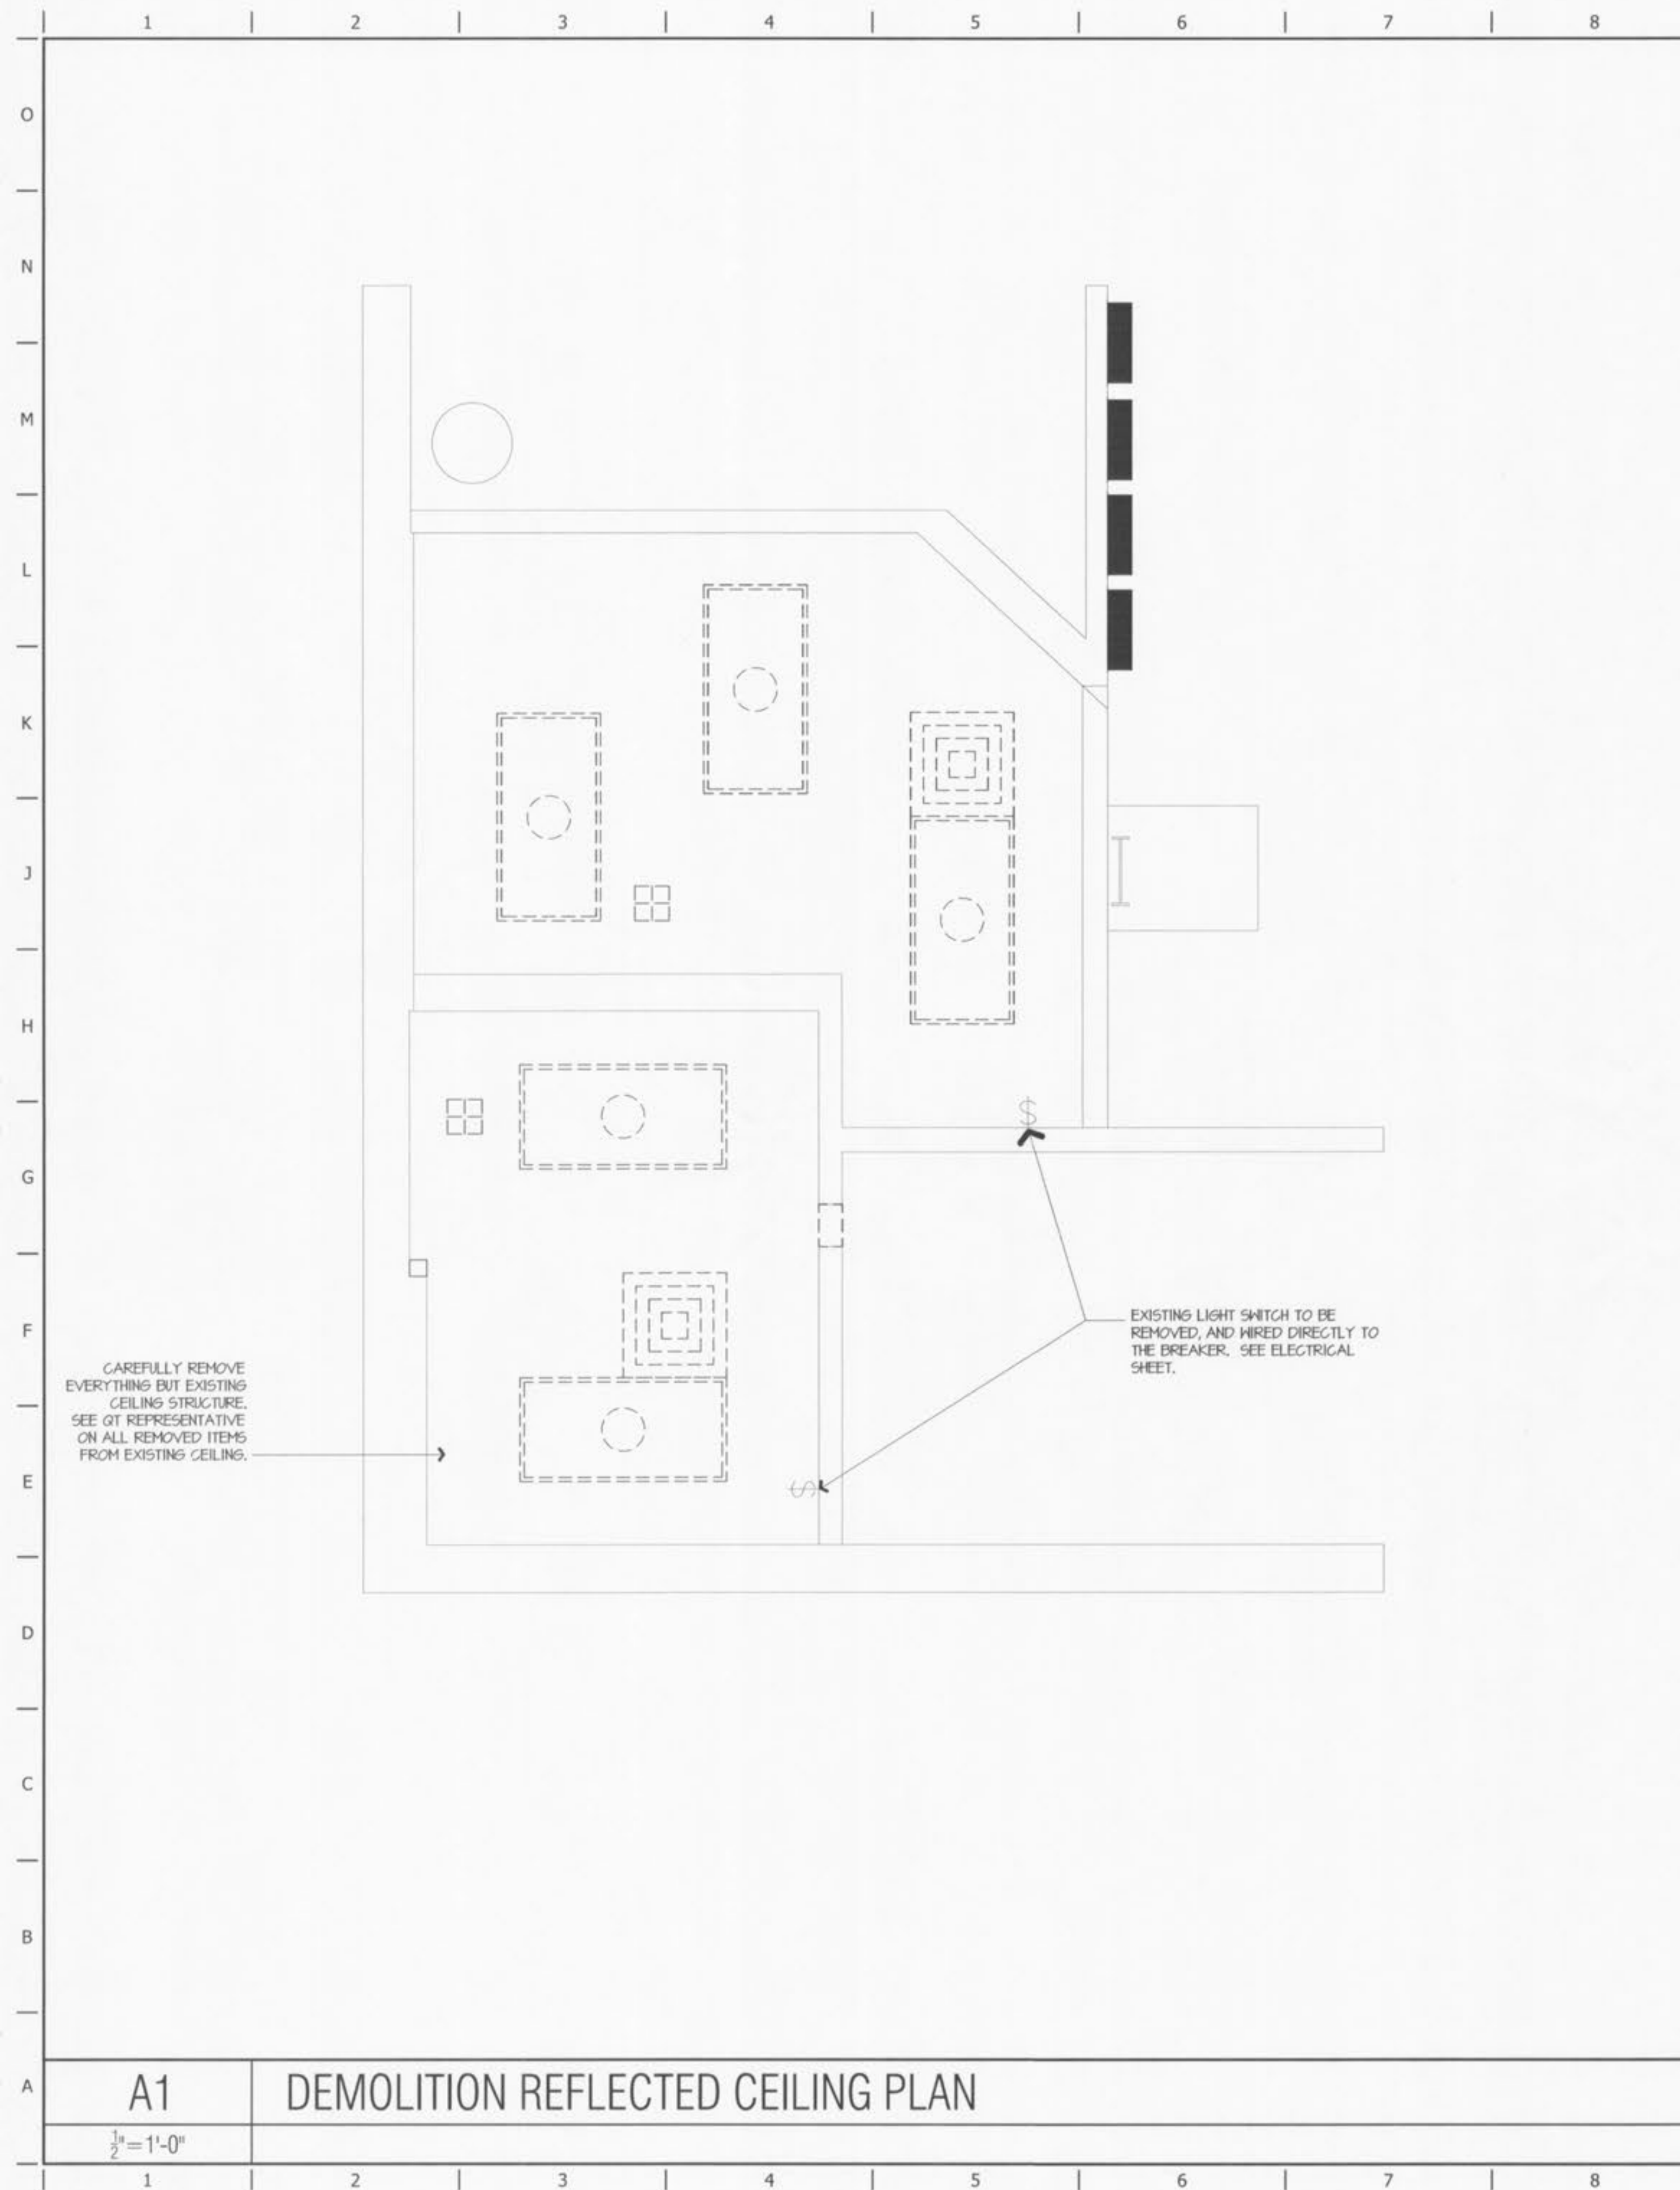 1 2 3 4 5 6 7 8
O
N
M
L
K
J
H
$
G
EXISTING LIGHT SWITCH TO BE
REMOVED, AND WIRED DIRECTLY TO
THE BREAKER. SEE ELECTRICAL
SHEET.
F
CAREFULLY REMOVE
EVERYTHING BUT EXISTING
CEILING STRUCTURE.
SEE QT REPRESENTATIVE
ON ALL REMOVED ITEMS
FROM EXISTING CEILING.
E
$
D
C
B
A
A1 DEMOLITION REFLECTED CEILING PLAN
1/2"=1'-0"
1 2 3 4 5 6 7 8